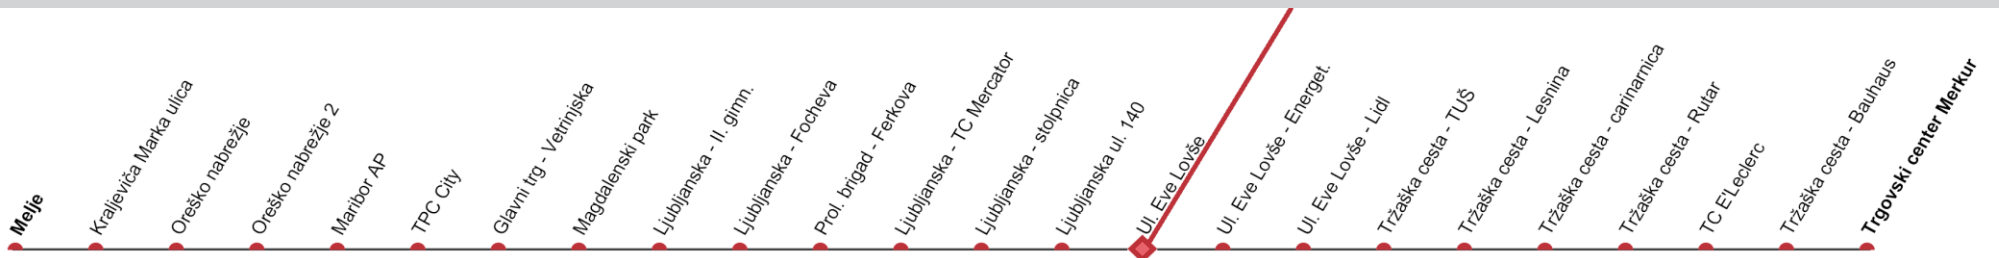 Melje
Kraljeviča Marka ulica
Oreško nabrežje
Oreško nabrežje 2
Maribor AP
TPC City
Glavni trg - Vetrinjska
Magdalenski park
Ljubljanska - II. gimn.
Ljubljanska - Focheva
Prol. brigad - Ferkova
Ljubljanska - TC Mercator
Ljubljanska - stolpnica
Ljubljanska ul. 140
Ul. Eve Lovše
Ul. Eve Lovše - Energet.
Ul. Eve Lovše - Lidl
Tržaška cesta - TUŠ
Tržaška cesta - Lesnina
Tržaška cesta - carinarnica
Tržaška cesta - Rutar
TC E'Leclerc
Tržaška cesta - Bauhaus
Trgovski center Merkur